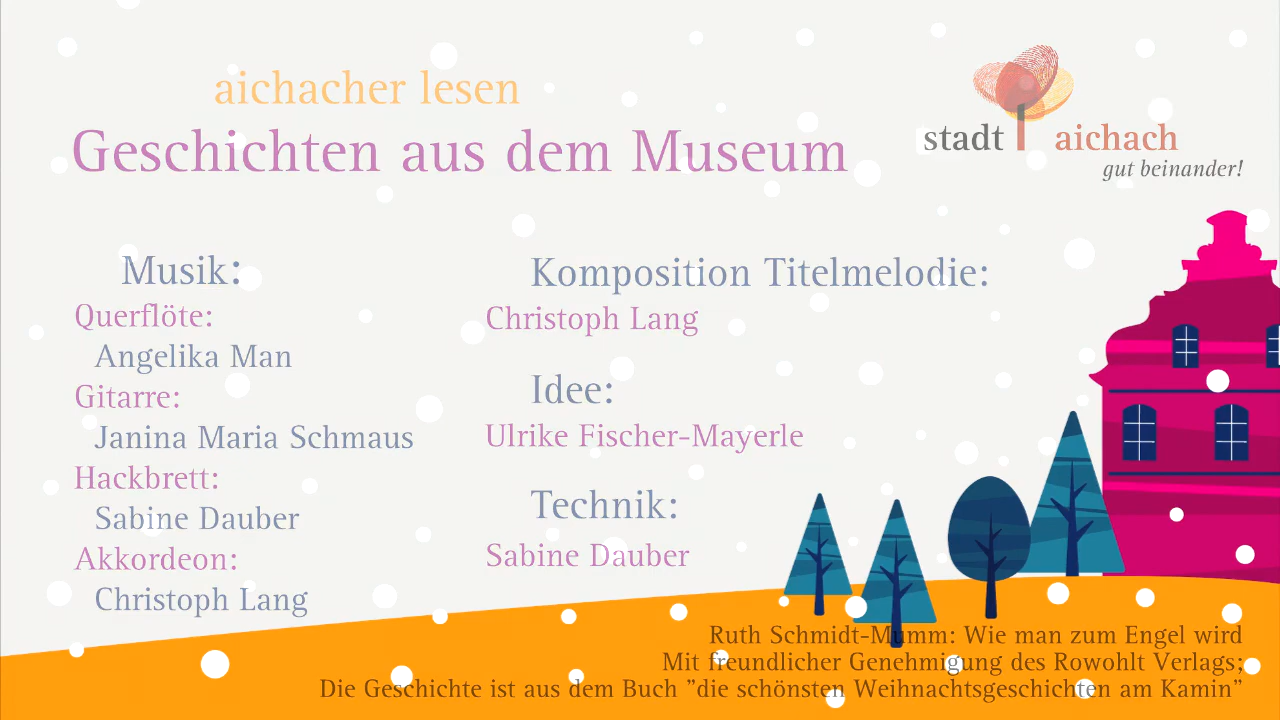 aichacher lesen
Geschichten aus dem Museum
stadt aichach
gut beinander!
Musik:
Querflöte:
Angelika Man
Gitarre:
Janina Maria Schmaus
Hackbrett:
Sabine Dauber
Akkordeon:
Christoph Lang
Komposition Titelmelodie:
Christoph Lang
Idee:
Ulrike Fischer-Mayerle
Technik:
Sabine Dauber
Ruth Schmidt-Mumm: Wie man zum Engel wird
Mit freundlicher Genehmigung des Rowohlt Verlags;
Die Geschichte ist aus dem Buch ”die schönsten Weihnachtsgeschichten am Kamin”